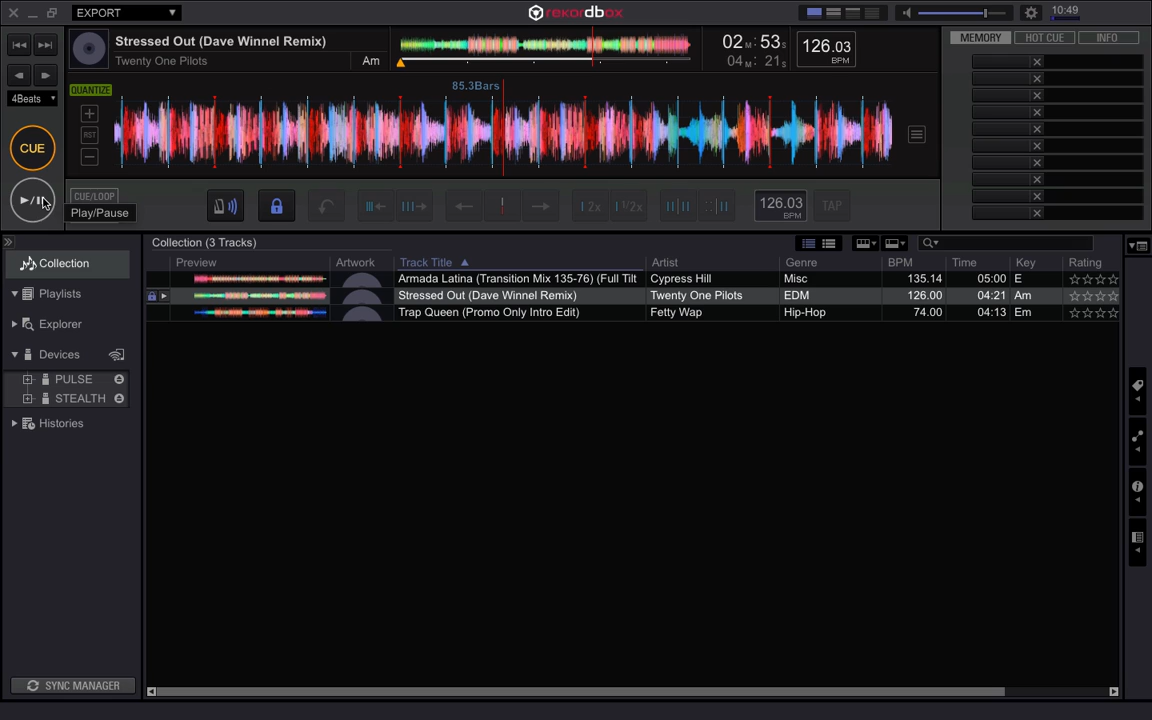 EXPORT ▼ rekordbox 10:49
Stressed Out (Dave Winnel Remix)
Twenty One Pilots Am
02 M: 53 S
04 M: 21 S
126.03
BPM
MEMORY HOT CUE INFO
4Beats
QUANTIZE
85.3Bars
RST
CUE
CUE/LOOP
Play/Pause
2x 1/2x
126.03
BPM
TAP
Collection (3 Tracks)
Collection
Playlists
Explorer
Devices
PULSE
STEALTH
Histories
SYNC MANAGER
Preview Artwork Track Title Artist Genre BPM Time Key Rating
Armada Latina (Transition Mix 135-76) (Full Tilt Cypress Hill Misc 135.14 05:00 E
Stressed Out (Dave Winnel Remix) Twenty One Pilots EDM 126.00 04:21 Am
Trap Queen (Promo Only Intro Edit) Fetty Wap Hip-Hop 74.00 04:13 Em